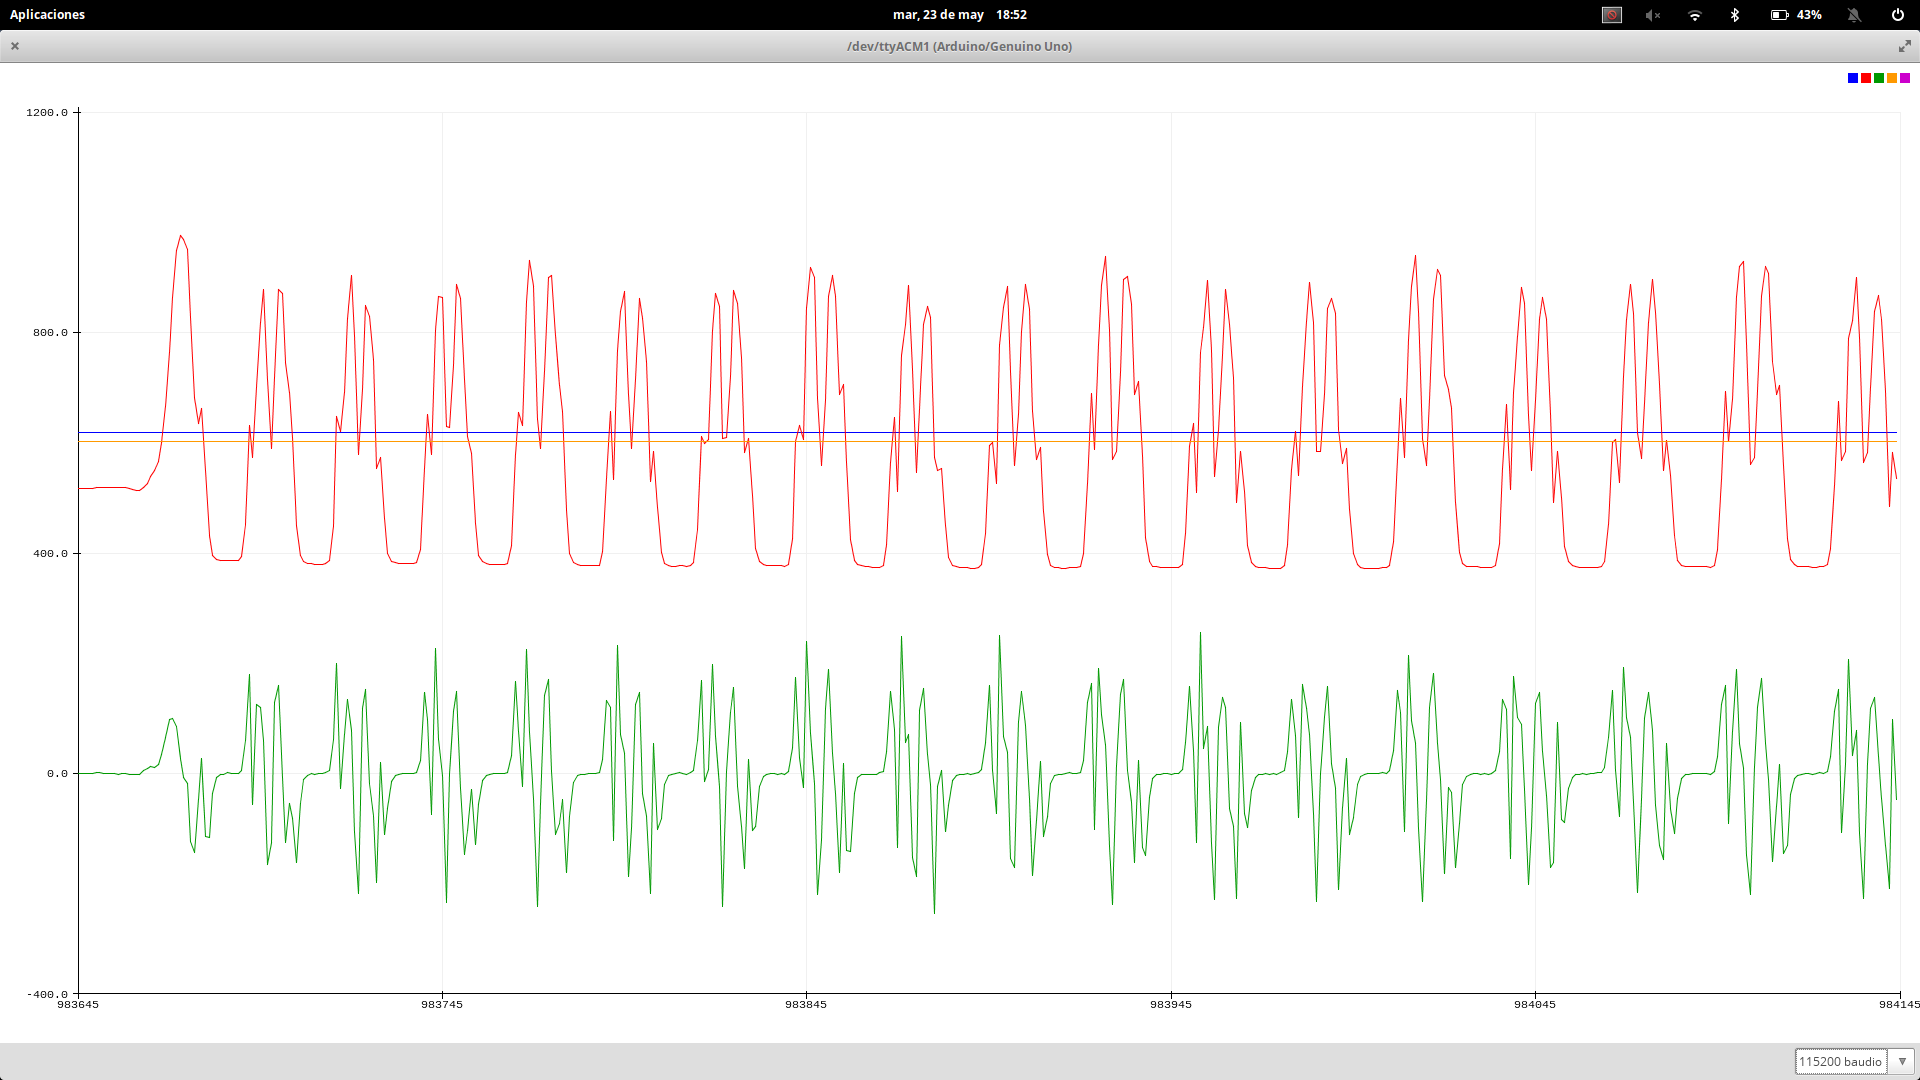 Aplicaciones mar, 23 de may 18:52 43%
/dev/ttyACM1 (Arduino/Genuino Uno)
1200.0
800.0
400.0
0.0
-400.0
983645 983745 983845 983945 984045 984145
115200 baudio